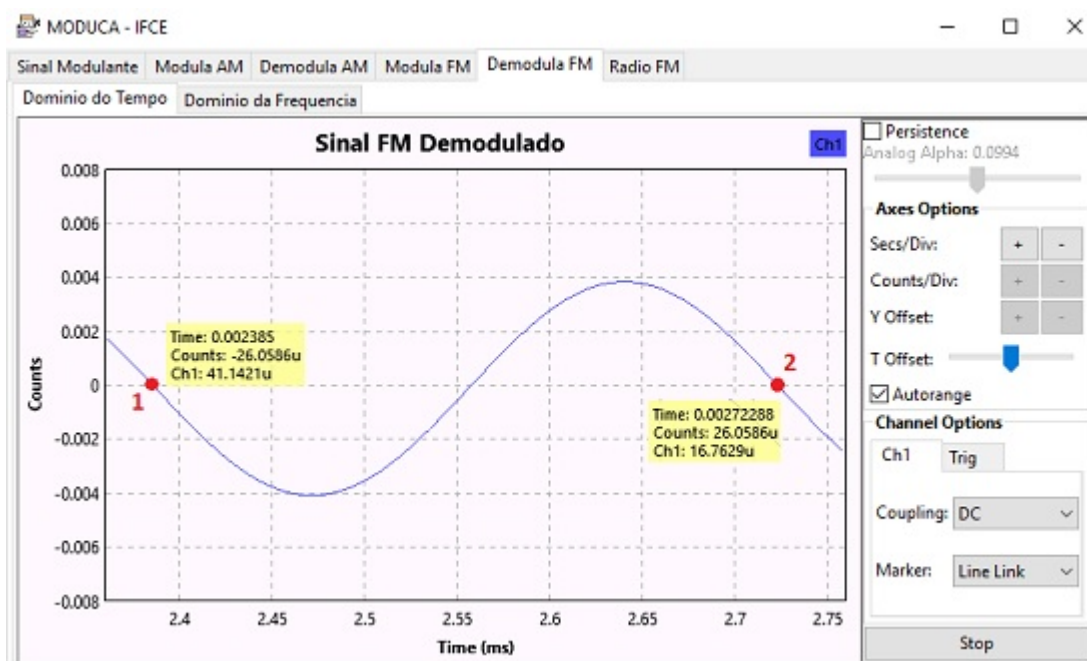 MODUCA - IFCE
Sinal Modulante Modula AM Demodula AM Modula FM Demodula FM Radio FM
Dominio do Tempo Dominio da Frequencia
Sinal FM Demodulado
Ch1
0.008
0.006
0.004
0.002
0
-0.002
-0.004
-0.006
-0.008
Counts
Time: 0.002385
Counts: -26.0586u
Ch1: 41.1421u
1
2
Time: 0.00272288
Counts: 26.0586u
Ch1: 16.7629u
2.4 2.45 2.5 2.55 2.6 2.65 2.7 2.75
Time (ms)
Persistence
Analog Alpha: 0.0994
Axes Options
Secs/Div: + -
Counts/Div: + -
Y Offset: + -
T Offset:
Autorange
Channel Options
Ch1 Trig
Coupling: DC
Marker: Line Link
Stop